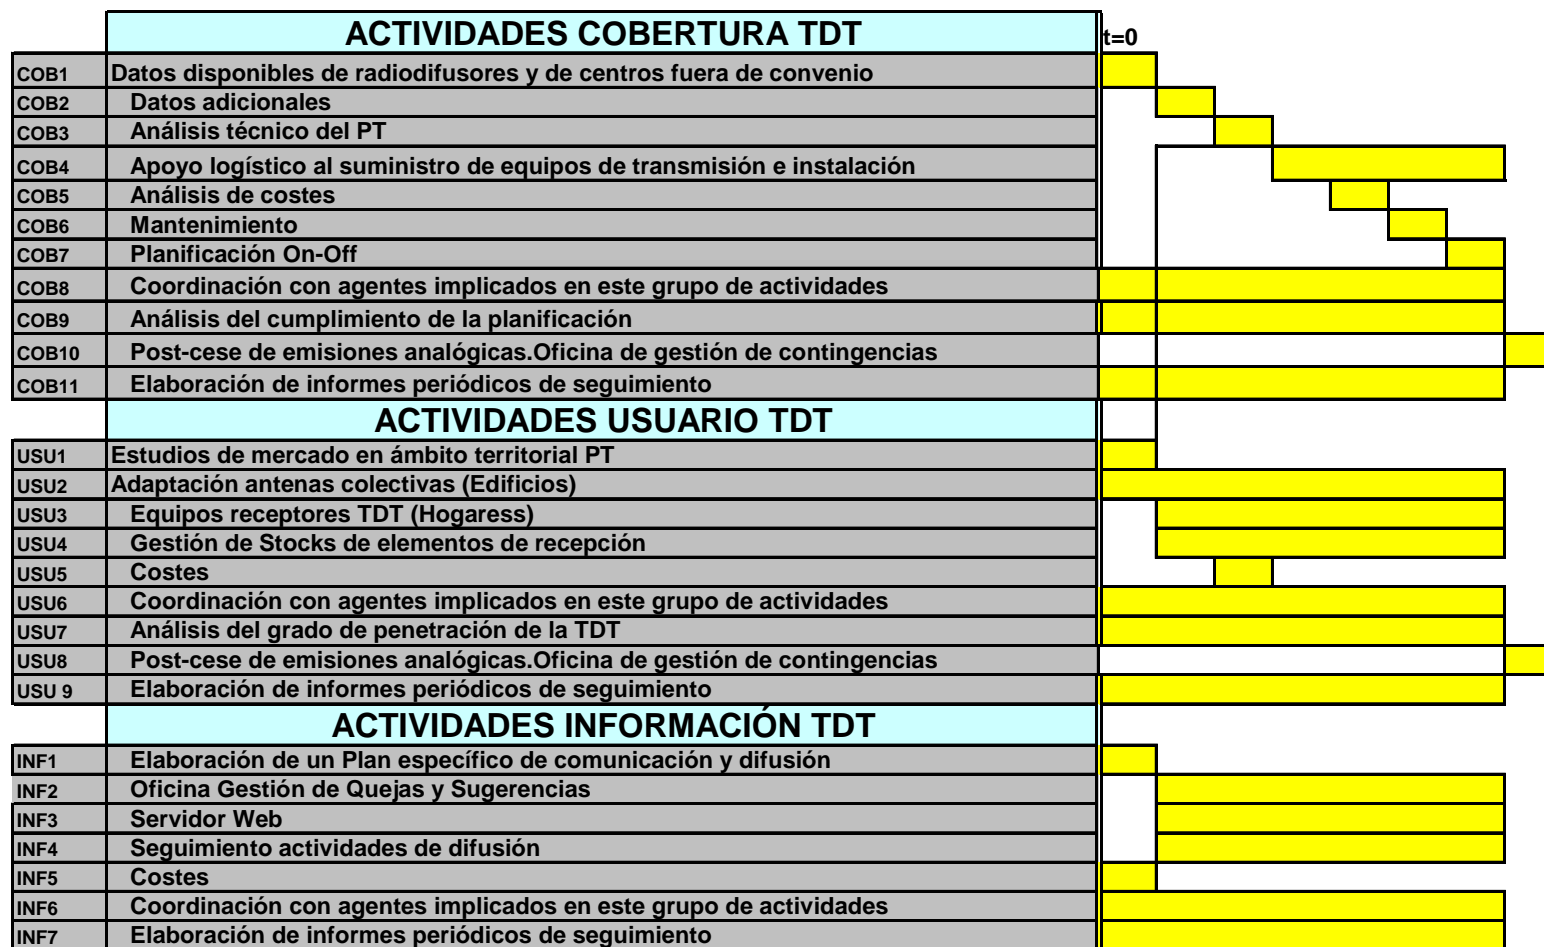 ACTIVIDADES COBERTURA TDT t=0
COB1 Datos disponibles de radiodifusores y de centros fuera de convenio
COB2 Datos adicionales
COB3 Análisis técnico del PT
COB4 Apoyo logístico al suministro de equipos de transmisión e instalación
COB5 Análisis de costes
COB6 Mantenimiento
COB7 Planificación On-Off
COB8 Coordinación con agentes implicados en este grupo de actividades
COB9 Análisis del cumplimiento de la planificación
COB10 Post-cese de emisiones analógicas.Oficina de gestión de contingencias
COB11 Elaboración de informes periódicos de seguimiento
ACTIVIDADES USUARIO TDT
USU1 Estudios de mercado en ámbito territorial PT
USU2 Adaptación antenas colectivas (Edificios)
USU3 Equipos receptores TDT (Hogaress)
USU4 Gestión de Stocks de elementos de recepción
USU5 Costes
USU6 Coordinación con agentes implicados en este grupo de actividades
USU7 Análisis del grado de penetración de la TDT
USU8 Post-cese de emisiones analógicas.Oficina de gestión de contingencias
USU 9 Elaboración de informes periódicos de seguimiento
ACTIVIDADES INFORMACIÓN TDT
INF1 Elaboración de un Plan específico de comunicación y difusión
INF2 Oficina Gestión de Quejas y Sugerencias
INF3 Servidor Web
INF4 Seguimiento actividades de difusión
INF5 Costes
INF6 Coordinación con agentes implicados en este grupo de actividades
INF7 Elaboración de informes periódicos de seguimiento